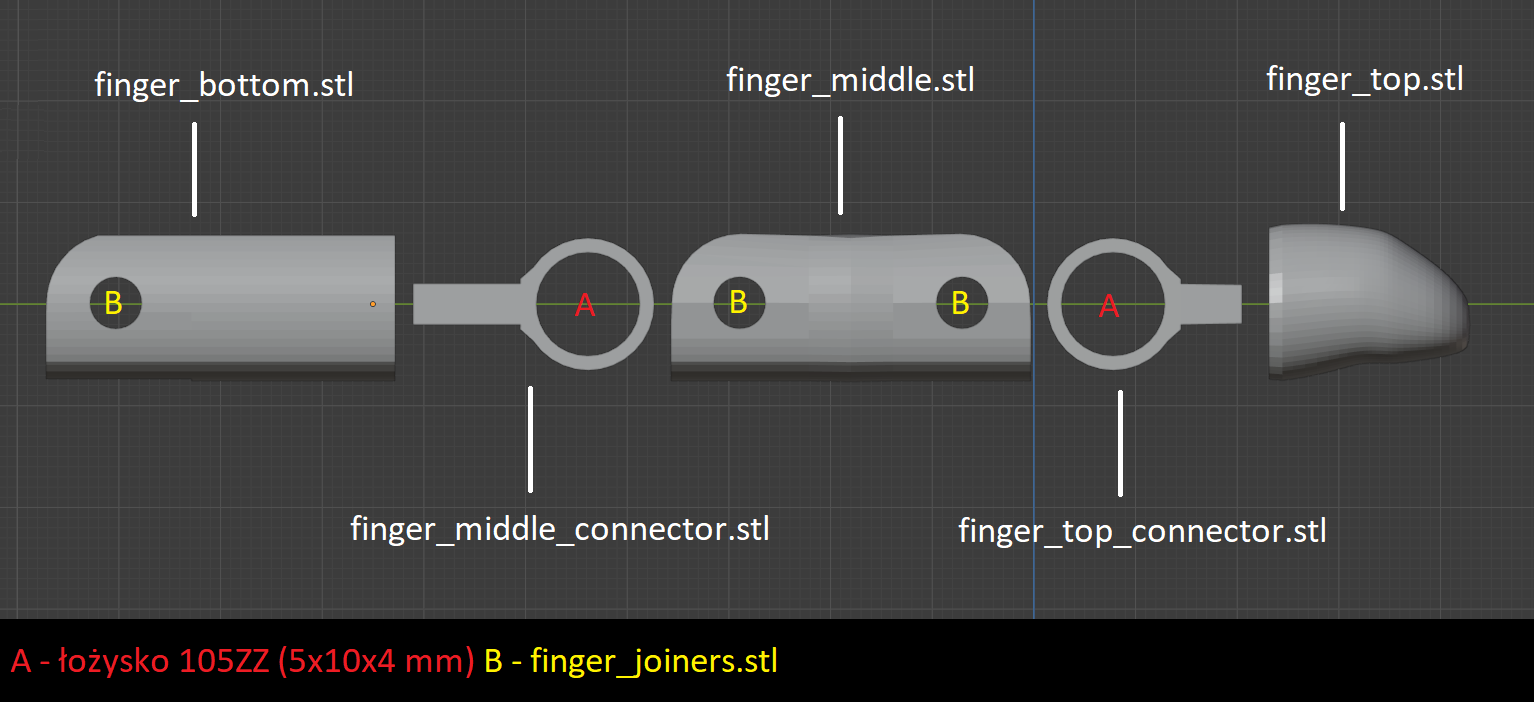 finger_bottom.stl
finger_middle.stl
finger_top.stl
B
A
B
B
A
finger_middle_connector.stl
finger_top_connector.stl
A - łożysko 105ZZ (5x10x4 mm) B - finger_joiners.stl